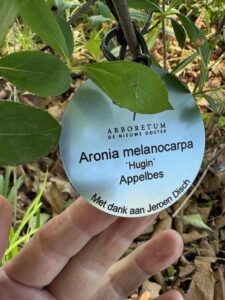 ARBORETUM
DE NIEUWE OOSTER
Aronia melanocarpa
'Hugin'
Appelbes
Met dank aan Jeroen Disch